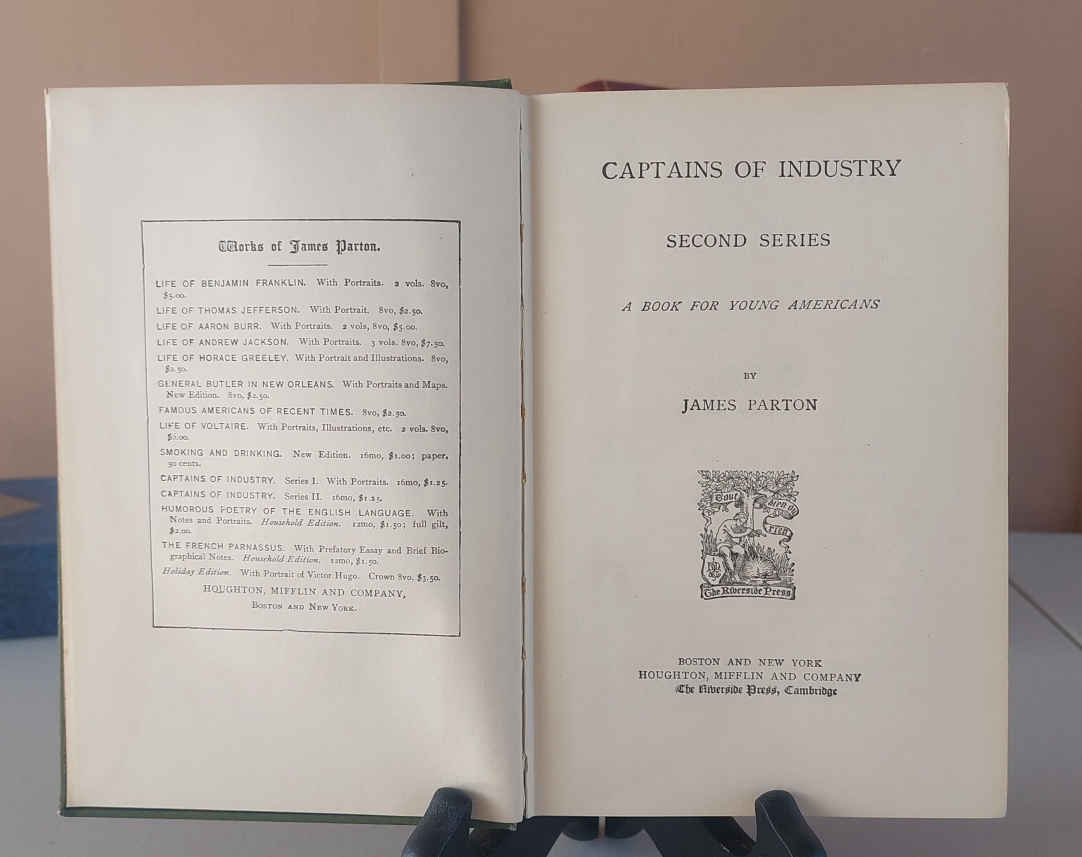 Works of James Parton.
LIFE OF BENJAMIN FRANKLIN. With Portraits. 2 vols. 8vo,
$5.00.
LIFE OF THOMAS JEFFERSON. With Portrait. 8vo, $2.50.
LIFE OF AARON BURR. With Portraits. 2 vols, 8vo, $5.00.
LIFE OF ANDREW JACKSON. With Portraits. 3 vols. 8vo, $7.50.
LIFE OF HORACE GREELEY. With Portrait and Illustrations. 8vo,
$2.50.
GENERAL BUTLER IN NEW ORLEANS. With Portraits and Maps.
New Edition. 8vo, $2.50.
FAMOUS AMERICANS OF RECENT TIMES. 8vo, $2.50.
LIFE OF VOLTAIRE. With Portraits, Illustrations, etc. 2 vols. 8vo,
$6.00.
SMOKING AND DRINKING. New Edition. 16mo, $1.00; paper,
50 cents.
CAPTAINS OF INDUSTRY. Series I. With Portraits. 16mo, $1.25.
CAPTAINS OF INDUSTRY. Series II. 16mo, $1.25.
HUMOROUS POETRY OF THE ENGLISH LANGUAGE. With
Notes and Portraits. Household Edition. 12mo, $1.50; full gilt,
$2.00.
THE FRENCH PARNASSUS. With Prefatory Essay and Brief Bio-
graphical Notes. Household Edition. 12mo, $1.50.
Holiday Edition. With Portrait of Victor Hugo. Crown 8vo. $3.50.
HOUGHTON, MIFFLIN AND COMPANY,
BOSTON AND NEW YORK.
CAPTAINS OF INDUSTRY
SECOND SERIES
A BOOK FOR YOUNG AMERICANS
BY
JAMES PARTON
Tout bien ou
rien
The Riverside Press
BOSTON AND NEW YORK
HOUGHTON, MIFFLIN AND COMPANY
The Riverside Press, Cambridge